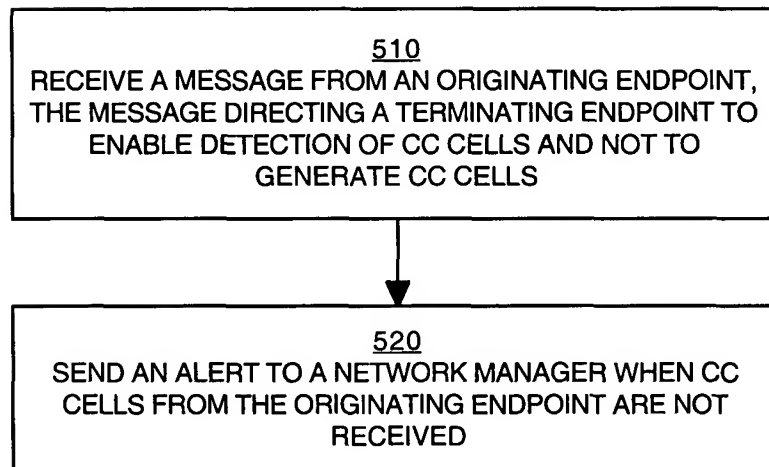 510
RECEIVE A MESSAGE FROM AN ORIGINATING ENDPOINT,
THE MESSAGE DIRECTING A TERMINATING ENDPOINT TO
ENABLE DETECTION OF CC CELLS AND NOT TO
GENERATE CC CELLS
520
SEND AN ALERT TO A NETWORK MANAGER WHEN CC
CELLS FROM THE ORIGINATING ENDPOINT ARE NOT
RECEIVED